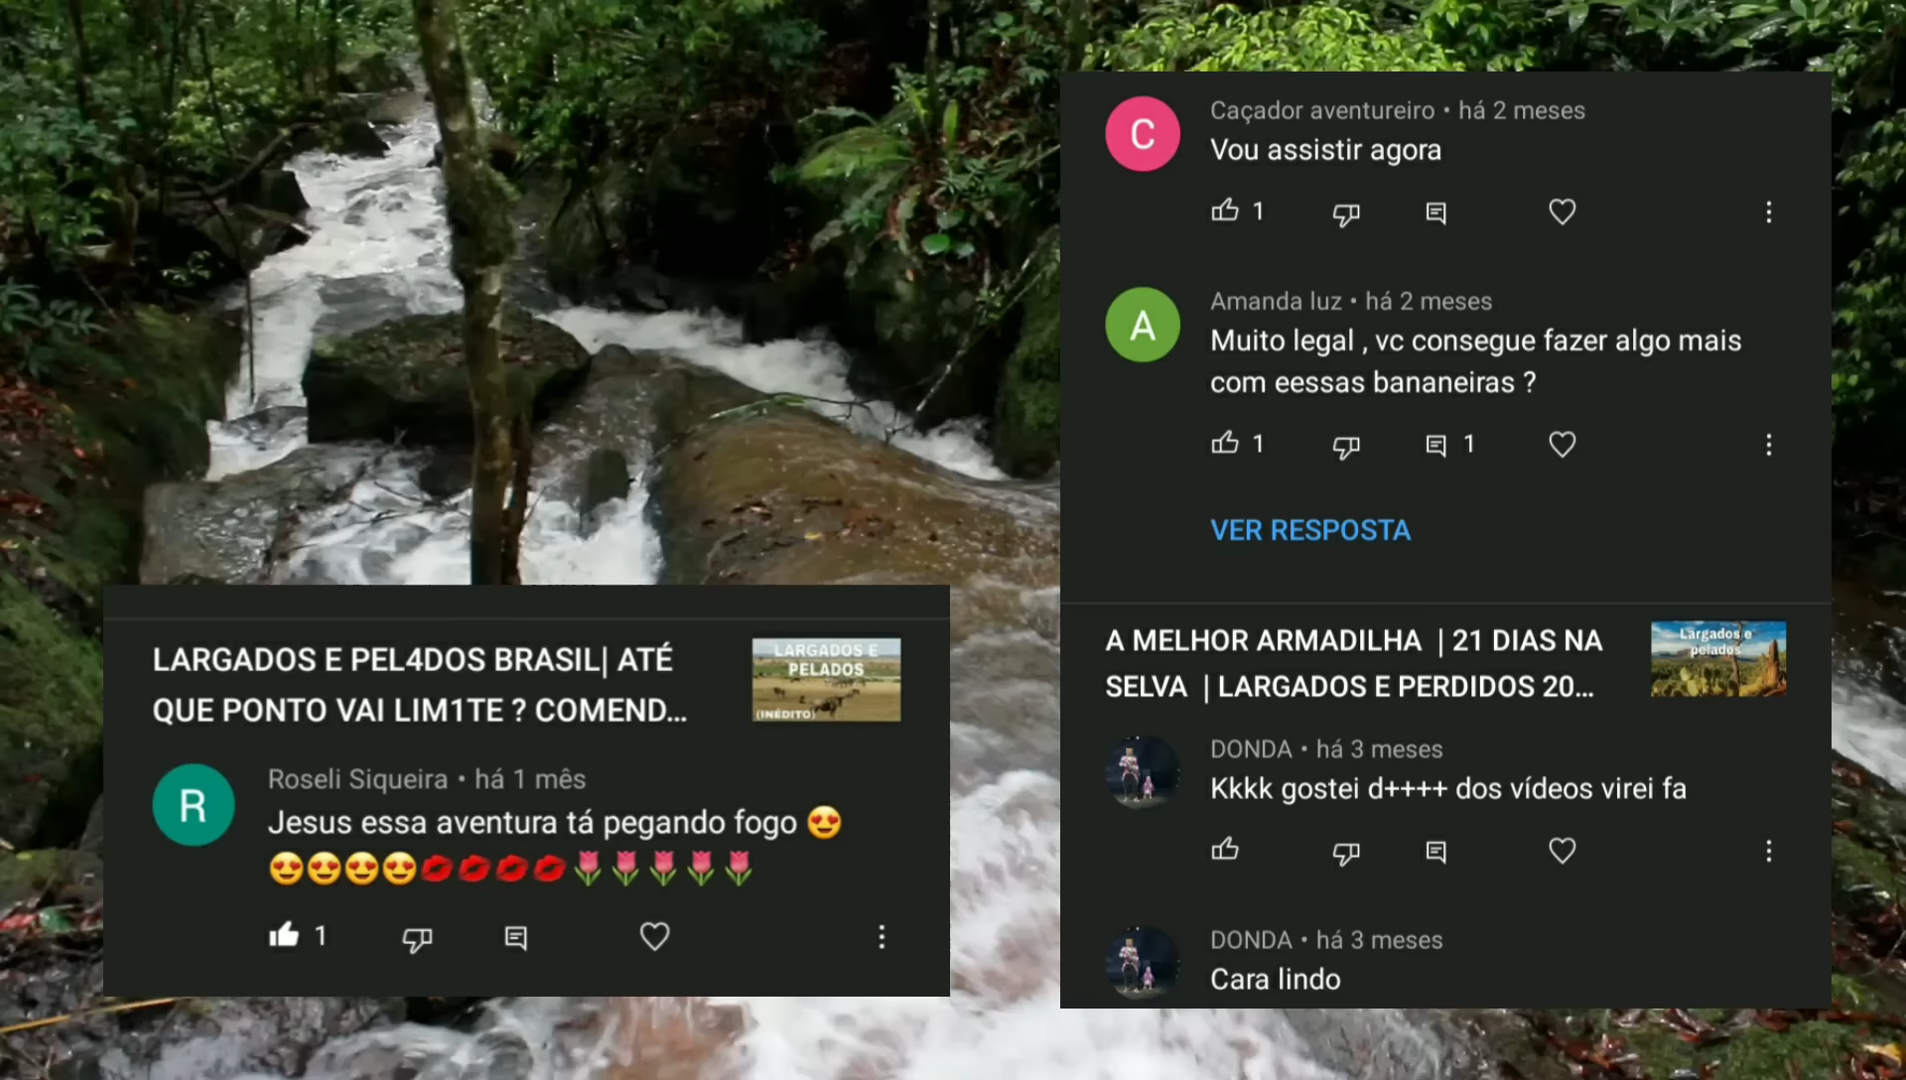 LARGADOS E PEL4DOS BRASIL| ATÉ
QUE PONTO VAI LIM1TE ? COMEND...
LARGADOS E
PELADOS
(INÉDITO)
R
Roseli Siqueira • há 1 mês
Jesus essa aventura tá pegando fogo 😍
😍😍😍😍💋💋💋💋🌷🌷🌷🌷🌷
1
C
Caçador aventureiro • há 2 meses
Vou assistir agora
1
A
Amanda luz • há 2 meses
Muito legal , vc consegue fazer algo mais
com eessas bananeiras ?
1 1
VER RESPOSTA
A MELHOR ARMADILHA | 21 DIAS NA
SELVA | LARGADOS E PERDIDOS 20...
Largados e
pelados
DONDA • há 3 meses
Kkkk gostei d++++ dos vídeos virei fa
DONDA • há 3 meses
Cara lindo